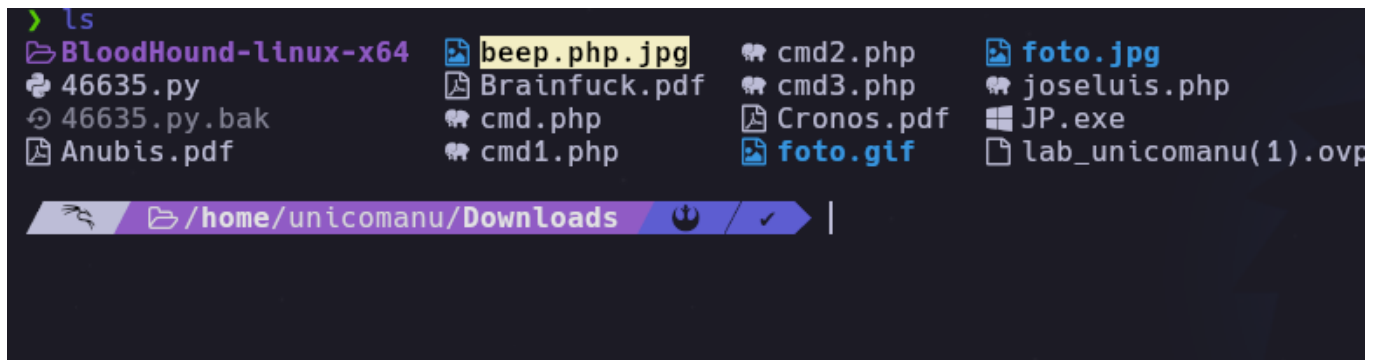 ❯ ls
BloodHound-linux-x64 beep.php.jpg cmd2.php foto.jpg
46635.py Brainfuck.pdf cmd3.php joseluis.php
46635.py.bak cmd.php Cronos.pdf JP.exe
Anubis.pdf cmd1.php foto.gif lab_unicomanu(1).ovp
/home/unicomanu/Downloads ✔